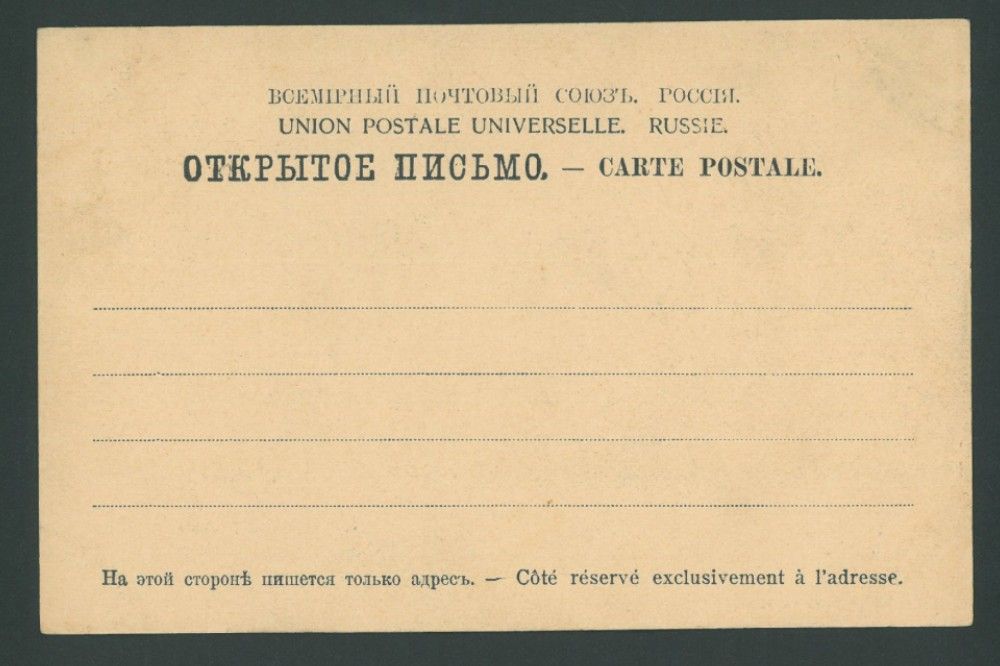 ВСЕМІРНЫЙ ПОЧТОВЫЙ СОЮЗЪ. РОССІЯ.
UNION POSTALE UNIVERSELLE. RUSSIE.
ОТКРЫТОЕ ПИСЬМО. — CARTE POSTALE.
На этой сторонѣ пишется только адресъ. — Côté réservé exclusivement à l'adresse.